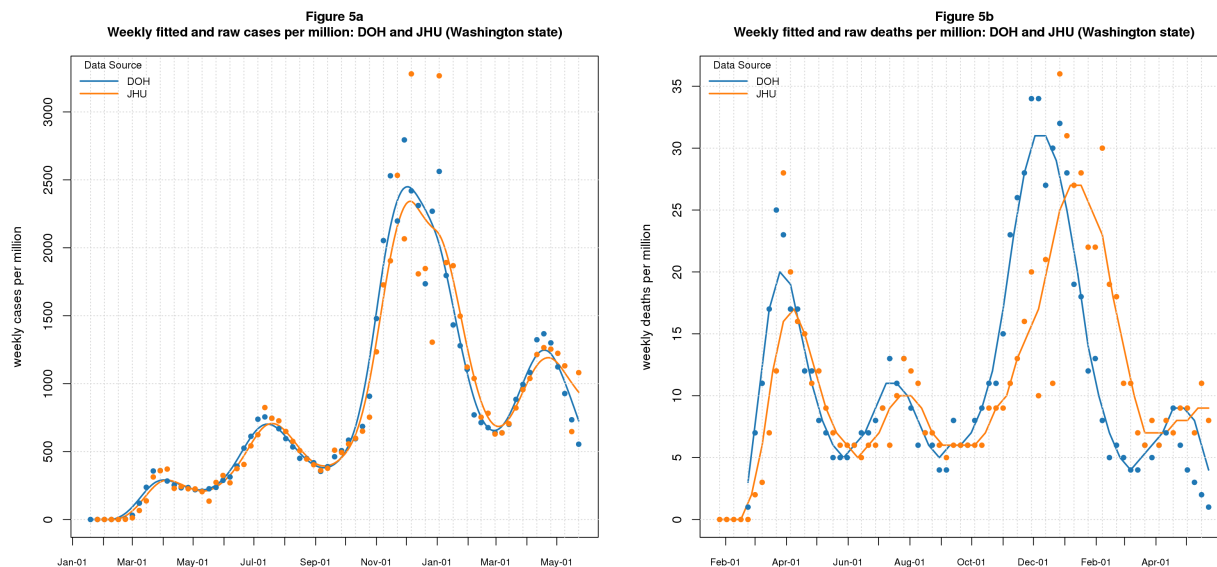 Figure 5a
Weekly fitted and raw cases per million: DOH and JHU (Washington state)
Data Source
DOH
JHU
weekly cases per million
3000
2500
2000
1500
1000
500
0
Jan-01 Mar-01 May-01 Jul-01 Sep-01 Nov-01 Jan-01 Mar-01 May-01
Figure 5b
Weekly fitted and raw deaths per million: DOH and JHU (Washington state)
Data Source
DOH
JHU
weekly deaths per million
35
30
25
20
15
10
5
0
Feb-01 Apr-01 Jun-01 Aug-01 Oct-01 Dec-01 Feb-01 Apr-01